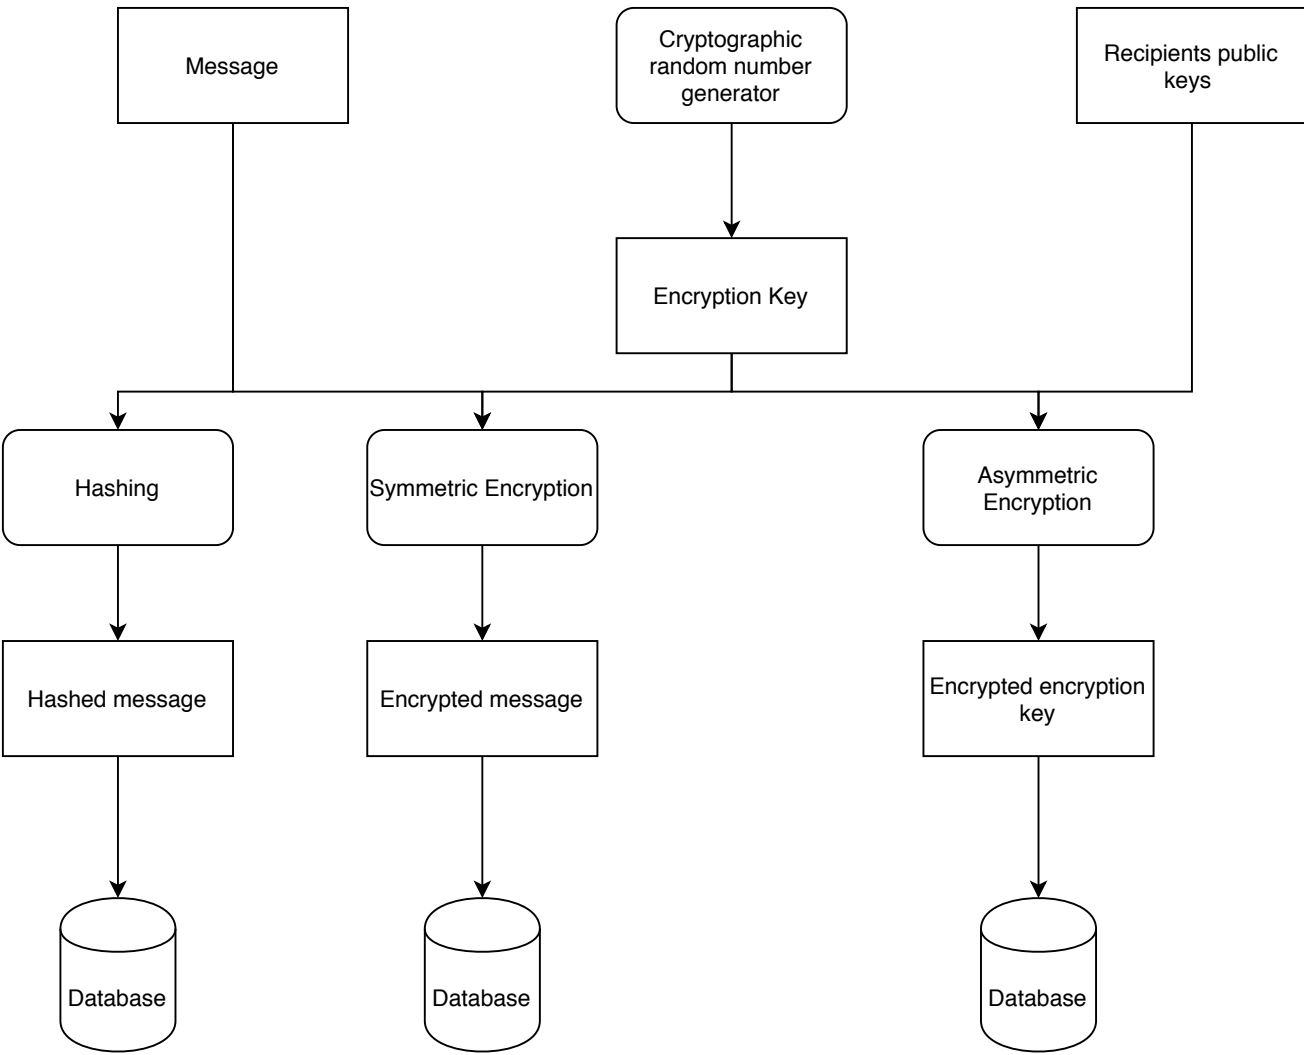 Message
Cryptographic
random number
generator
Recipients public
keys
Encryption Key
Hashing
Symmetric Encryption
Asymmetric
Encryption
Hashed message
Encrypted message
Encrypted encryption
key
Database
Database
Database